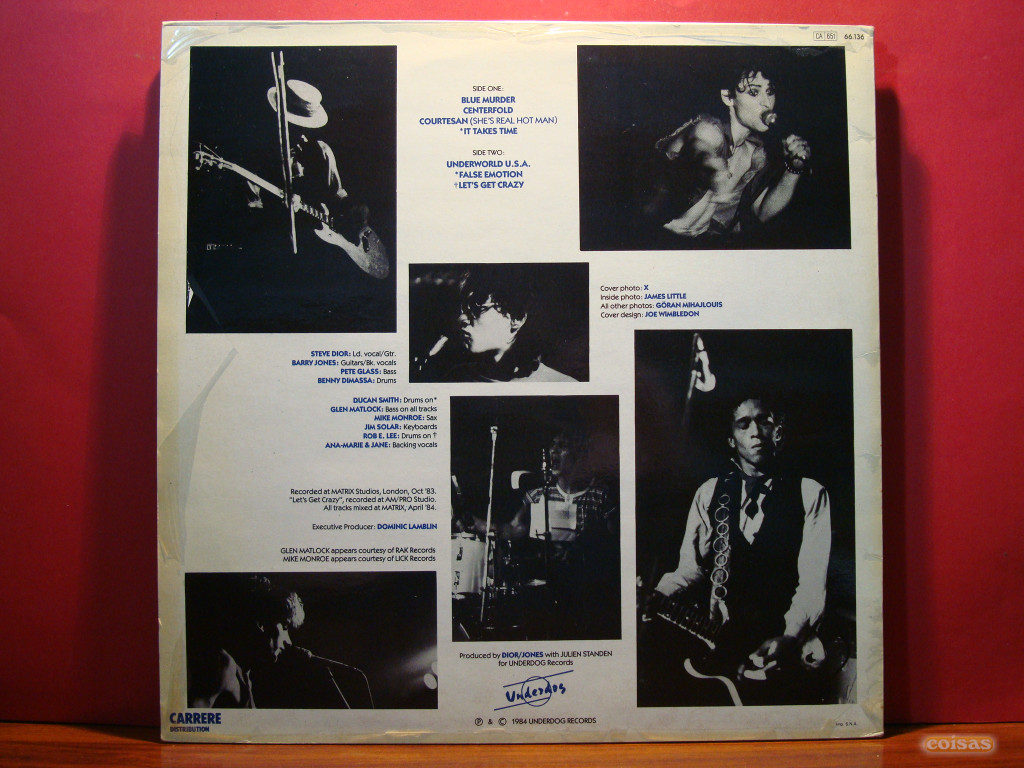 CA 651 66.136
SIDE ONE:
BLUE MURDER
CENTERFOLD
COURTESAN (SHE'S REAL HOT MAN)
*IT TAKES TIME
SIDE TWO:
UNDERWORLD U.S.A.
*FALSE EMOTION
†LET'S GET CRAZY
Cover photo: X
Inside photo: JAMES LITTLE
All other photos: GÖRAN MIHAJLOUIS
Cover design: JOE WIMBLEDON
STEVE DIOR: Ld. vocal/Gtr.
BARRY JONES: Guitars/Bk. vocals
PETE GLASS: Bass
BENNY DIMASSA: Drums
DUCAN SMITH: Drums on*
GLEN MATLOCK: Bass on all tracks
MIKE MONROE: Sax
JIM SOLAR: Keyboards
ROB E. LEE: Drums on †
ANA-MARIE & JANE: Backing vocals
Recorded at MATRIX Studios, London, Oct '83.
"Let's Get Crazy", recorded at AM/PRO Studio.
All tracks mixed at MATRIX, April '84.
Executive Producer: DOMINIC LAMBLIN
GLEN MATLOCK appears courtesy of RAK Records
MIKE MONROE appears courtesy of LICK Records
Produced by DIOR/JONES with JULIEN STANDEN
for UNDERDOG Records
Underdog
℗ & © 1984 UNDERDOG RECORDS
CARRERE
DISTRIBUTION
coisas